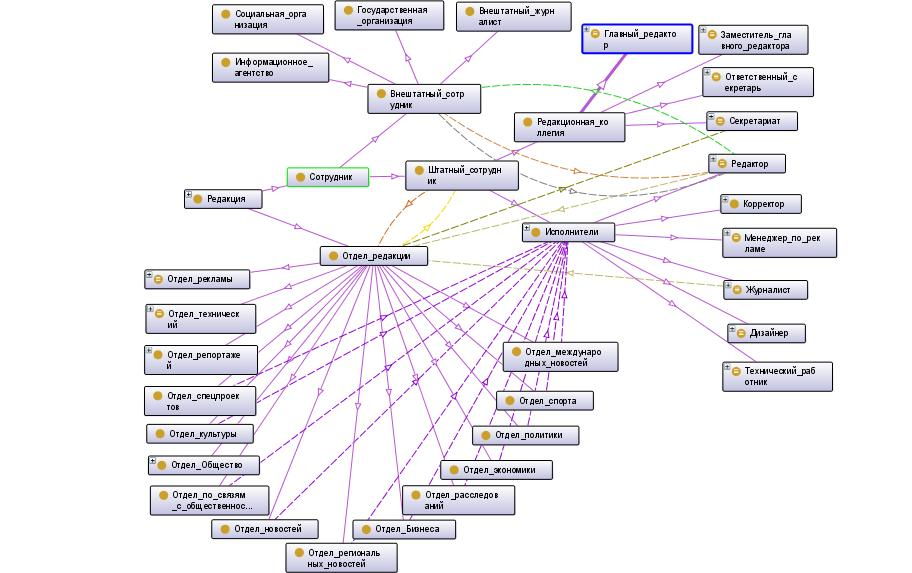 Социальная_орга
низация
Государственная
_организация
Внештатный_журн
алист
Главный_редакто
р
Заместитель_гла
вного_редактора
Информационное_
агентство
Ответственный_с
екретарь
Внештатный_сотр
удник
Редакционная_ко
ллегия
Секретариат
Редактор
Сотрудник
Штатный_сотрудн
ик
Редакция
Корректор
Исполнители
Менеджер_по_рек
ламе
Отдел_редакции
Отдел_рекламы
Журналист
Отдел_техническ
ий
Дизайнер
Отдел_репортаже
й
Отдел_междунаро
дных_новостей
Технический_раб
отник
Отдел_спецпроек
тов
Отдел_спорта
Отдел_культуры
Отдел_политики
Отдел_Общество
Отдел_экономики
Отдел_по_связям
_с_общественнос...
Отдел_расследов
аний
Отдел_новостей
Отдел_Бизнеса
Отдел_региональ
ных_новостей